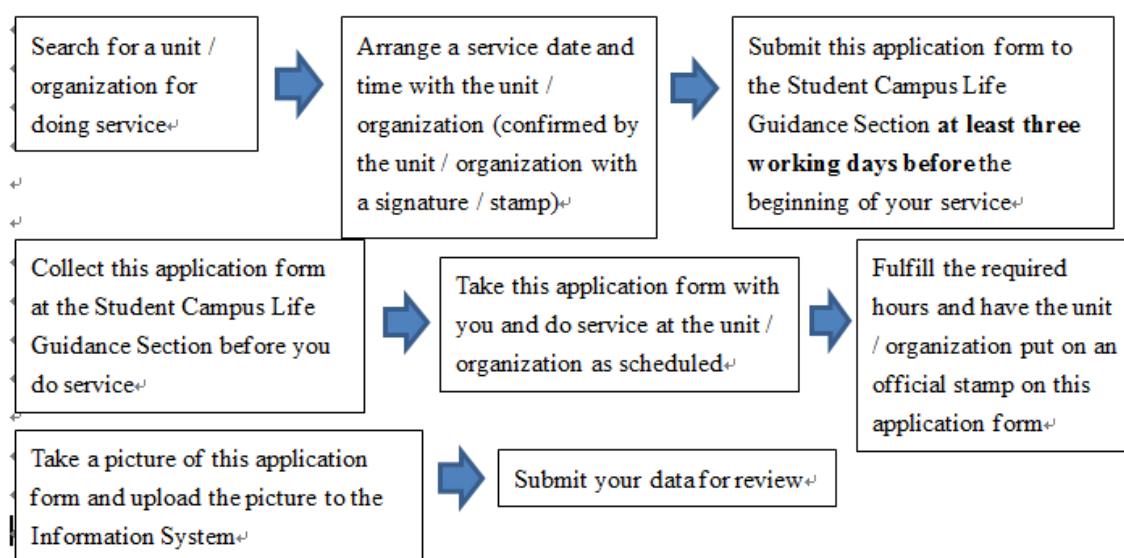 Search for a unit /
organization for
doing service
Arrange a service date and
time with the unit /
organization (confirmed by
the unit / organization with
a signature / stamp)
Submit this application form to
the Student Campus Life
Guidance Section at least three
working days before the
beginning of your service
Collect this application form
at the Student Campus Life
Guidance Section before you
do service
Take this application form with
you and do service at the unit /
organization as scheduled
Fulfill the required
hours and have the unit
/ organization put on an
official stamp on this
application form
Take a picture of this application
form and upload the picture to the
Information System
Submit your data for review